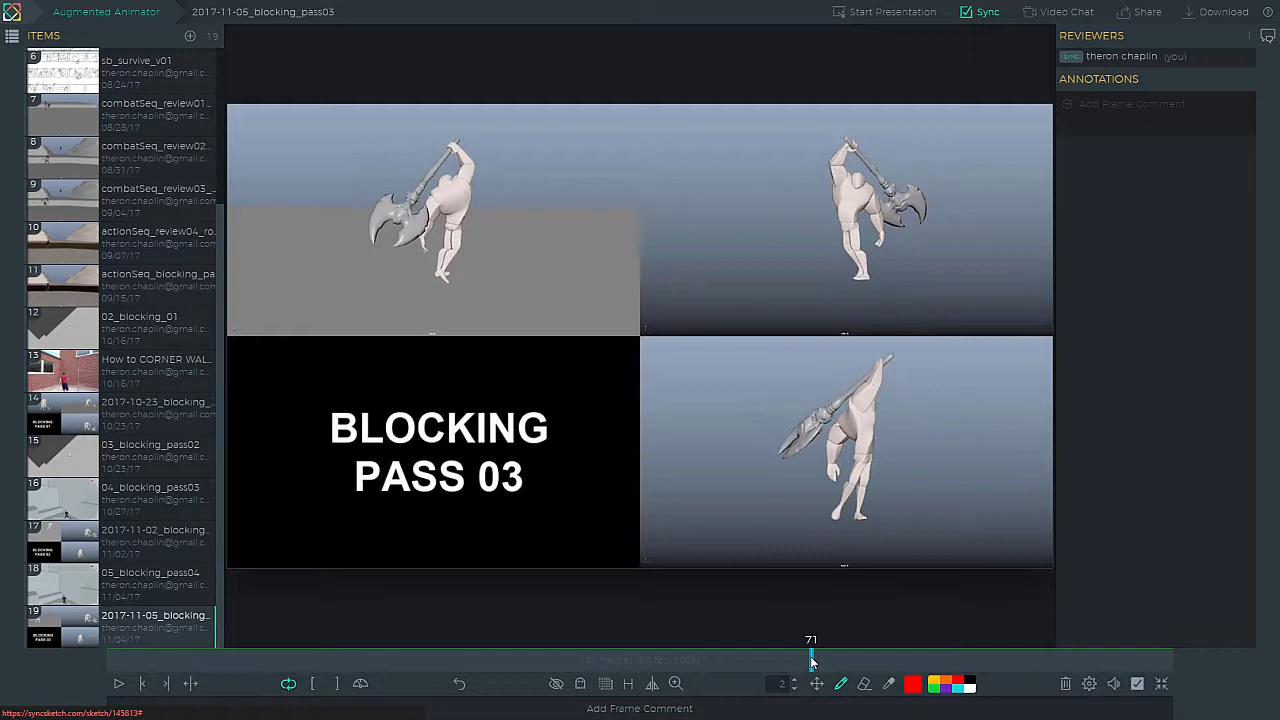 Augmented Animator
2017-11-05_blocking_pass03
Start Presentation
Sync
Video Chat
Share
Download
ITEMS
19
6
sb_survive_v01
theron.chaplin@gmail.c...
08/24/17
7
combatSeq_review01...
theron.chaplin@gmail.c...
08/28/17
8
combatSeq_review02...
theron.chaplin@gmail.c...
08/31/17
9
combatSeq_review03_...
theron.chaplin@gmail.c...
09/04/17
10
actionSeq_review04_ro...
theron.chaplin@gmail.c...
09/07/17
11
actionSeq_blocking_pa...
theron.chaplin@gmail.c...
09/15/17
12
02_blocking_01
theron.chaplin@gmail.c...
10/16/17
13
How to CORNER WAL...
theron.chaplin@gmail.c...
10/16/17
14
2017-10-23_blocking_...
theron.chaplin@gmail.com
10/23/17
15
03_blocking_pass02
theron.chaplin@gmail.c...
10/23/17
16
04_blocking_pass03
theron.chaplin@gmail.c...
10/27/17
17
2017-11-02_blocking...
theron.chaplin@gmail.c...
11/02/17
18
05_blocking_pass04
theron.chaplin@gmail.c...
11/04/17
19
2017-11-05_blocking_...
theron.chaplin@gmail.c...
11/04/17
BLOCKING
PASS 03
REVIEWERS
1
SYNC
theron chaplin (you)
ANNOTATIONS
Add Frame Comment
71
2
Add Frame Comment
https://syncsketch.com/sketch/145813#